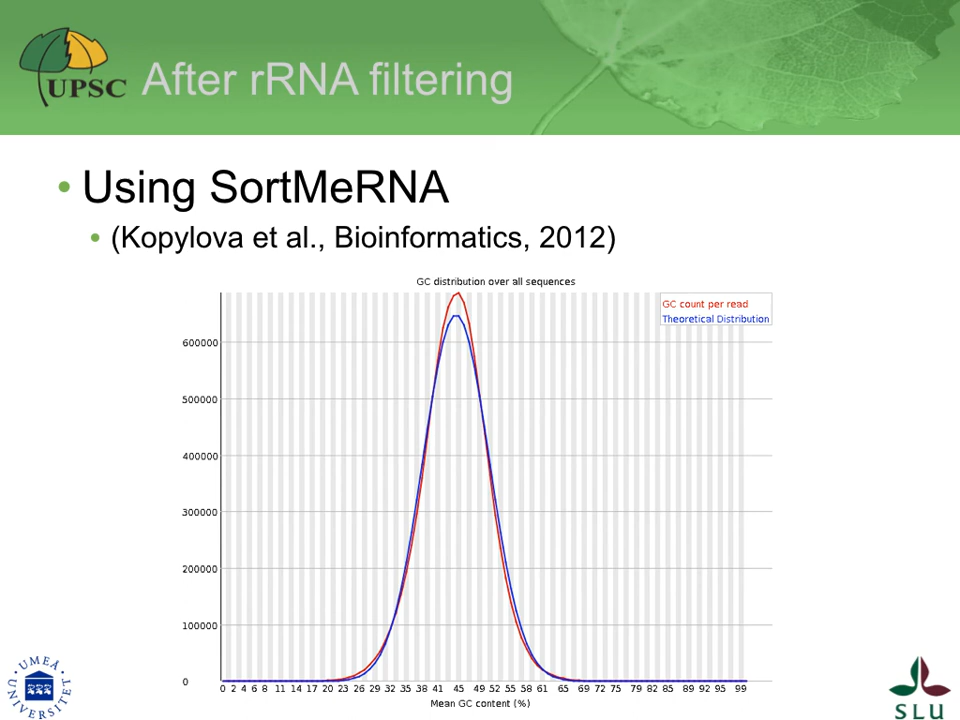 UPSC
After rRNA filtering
• Using SortMeRNA
• (Kopylova et al., Bioinformatics, 2012)
GC distribution over all sequences
GC count per read
Theoretical Distribution
600000
500000
400000
300000
200000
100000
0
0 2 4 6 8 11 14 17 20 23 26 29 32 35 38 41 45 49 52 55 58 61 65 69 72 75 79 82 85 89 92 95 99
Mean GC content (%)
UMEÅ UNIVERSITET
SLU